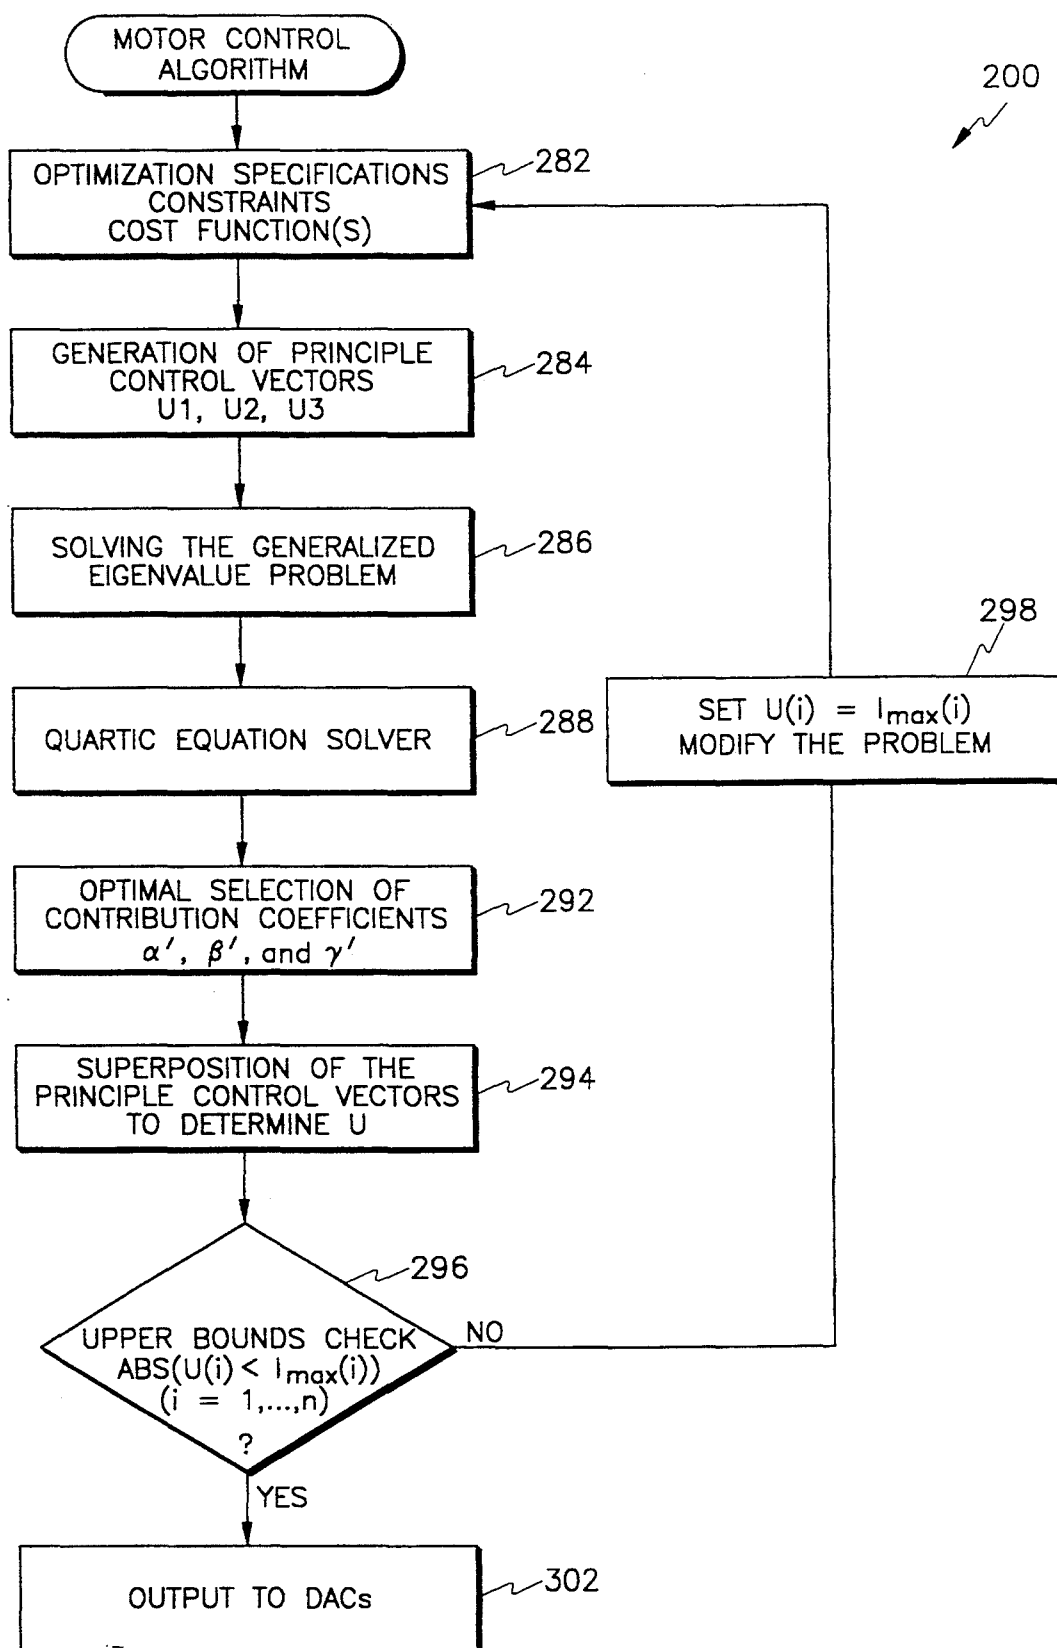 MOTOR CONTROL
ALGORITHM
200
OPTIMIZATION SPECIFICATIONS
CONSTRAINTS
COST FUNCTION(S)
282
GENERATION OF PRINCIPLE
CONTROL VECTORS
U1, U2, U3
284
SOLVING THE GENERALIZED
EIGENVALUE PROBLEM
286
298
SET U(i) = Imax(i)
MODIFY THE PROBLEM
QUARTIC EQUATION SOLVER
288
OPTIMAL SELECTION OF
CONTRIBUTION COEFFICIENTS
α', β', and γ'
292
SUPERPOSITION OF THE
PRINCIPLE CONTROL VECTORS
TO DETERMINE U
294
296
UPPER BOUNDS CHECK
ABS(U(i) < Imax(i))
(i = 1,...,n)
?
NO
YES
OUTPUT TO DACs
302